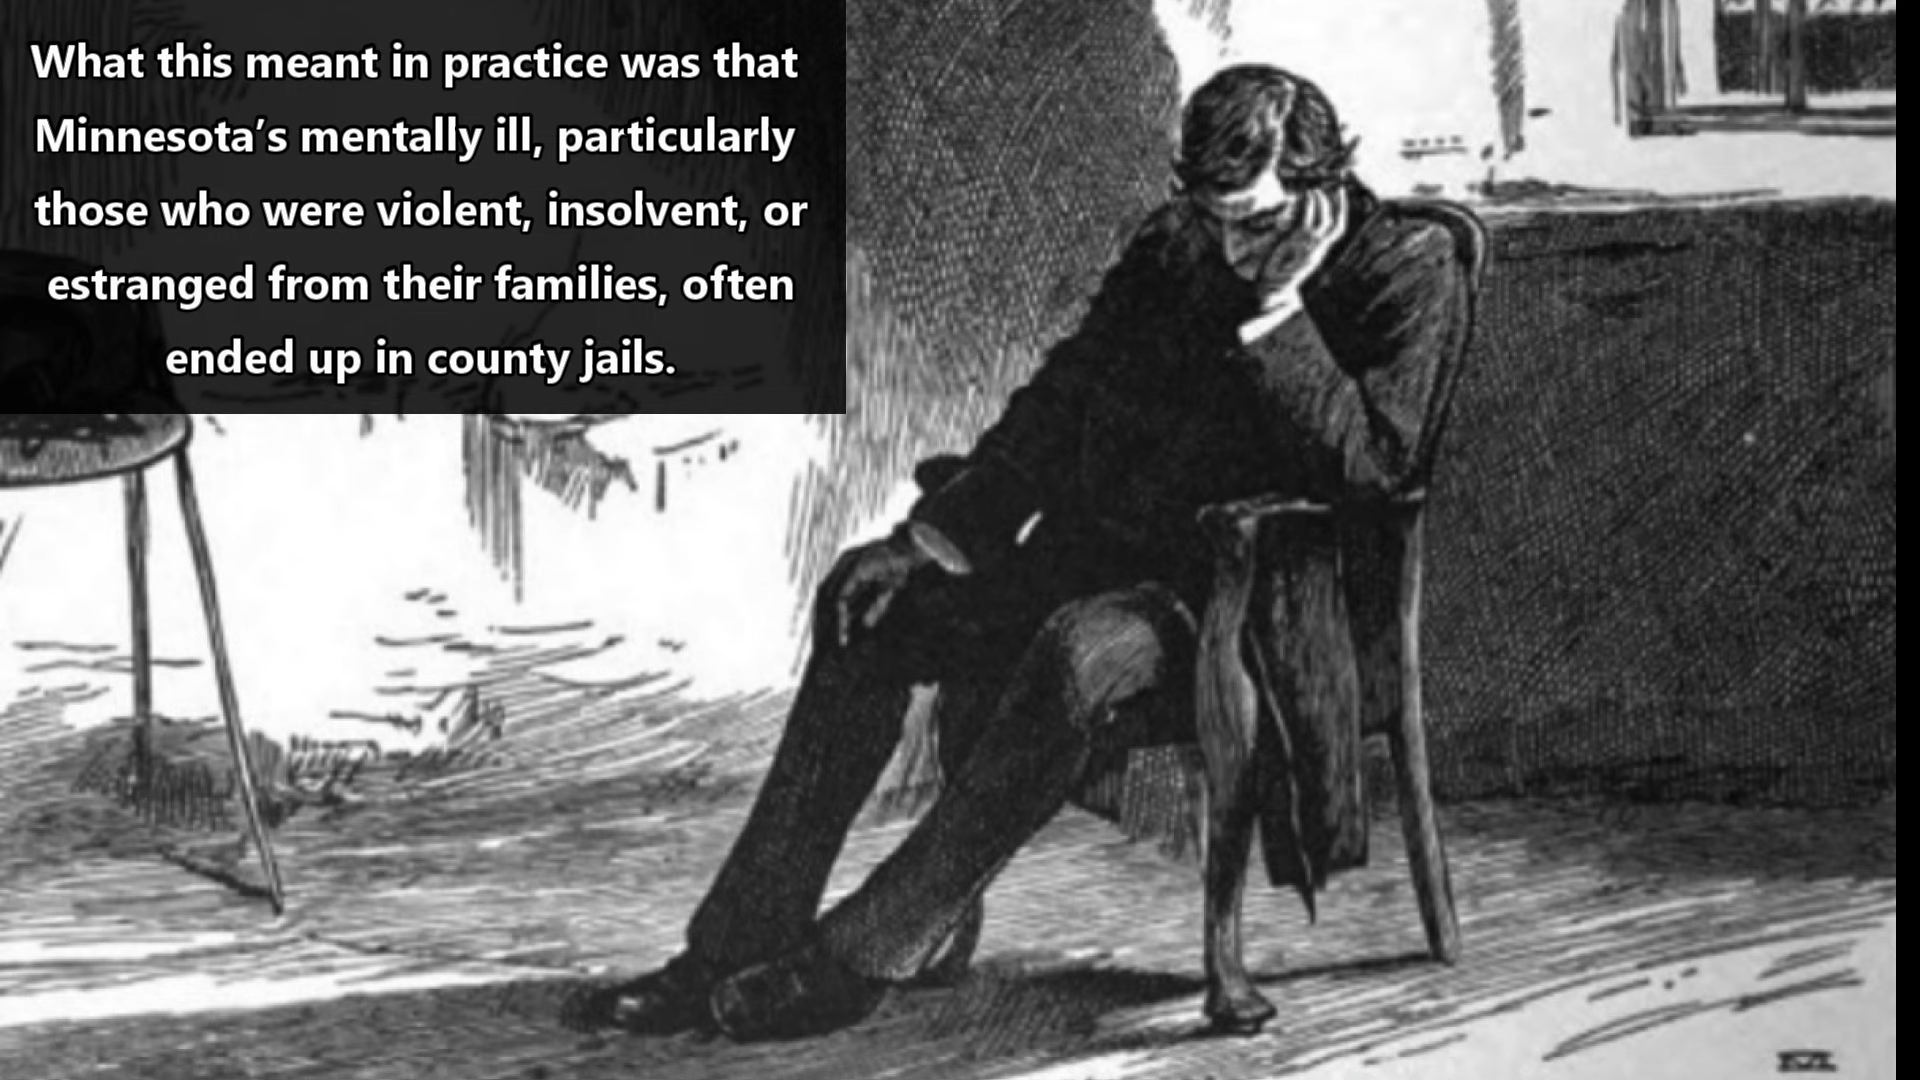 What this meant in practice was that
Minnesota’s mentally ill, particularly
those who were violent, insolvent, or
estranged from their families, often
ended up in county jails.